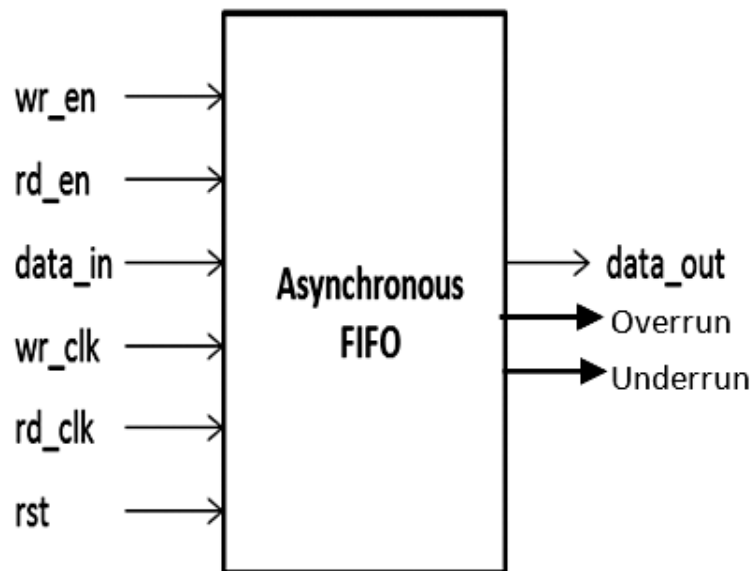 wr_en
rd_en
data_in
wr_clk
rd_clk
rst
Asynchronous
FIFO
data_out
Overrun
Underrun